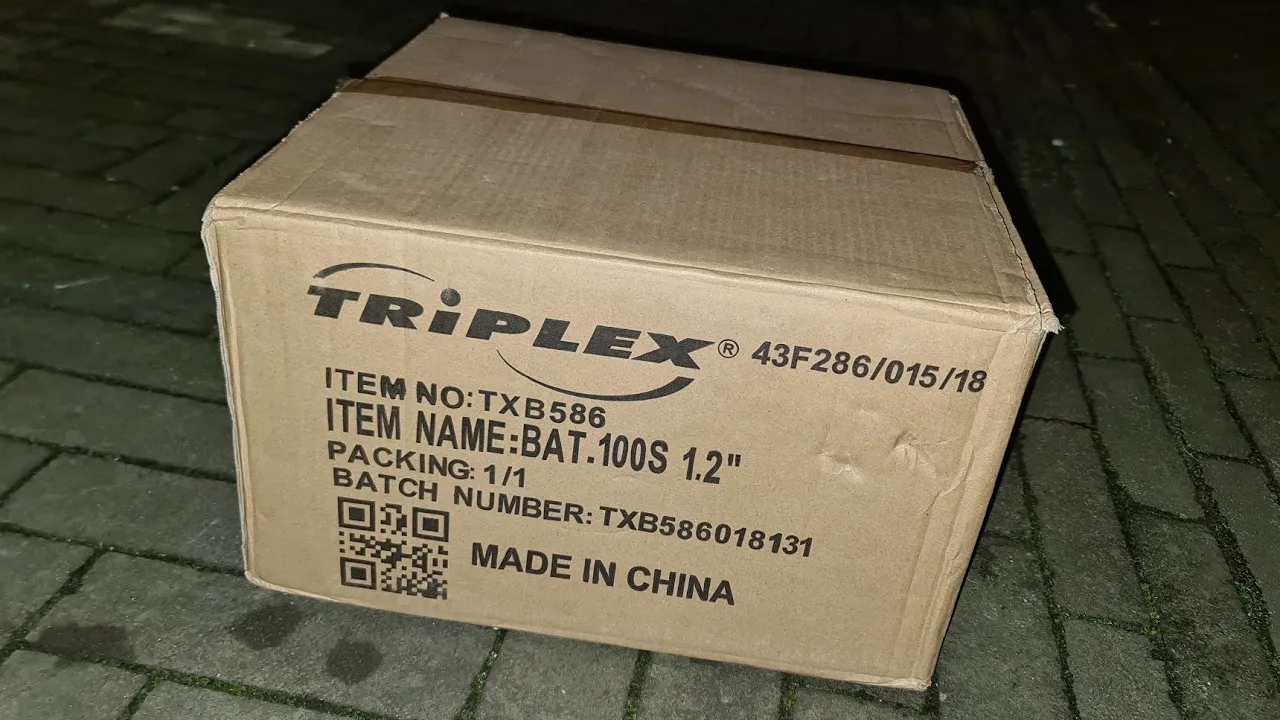 TRiPLEX® 43F286/015/18
ITEM NO:TXB586
ITEM NAME:BAT.100S 1.2"
PACKING: 1/1
BATCH NUMBER: TXB586018131
MADE IN CHINA